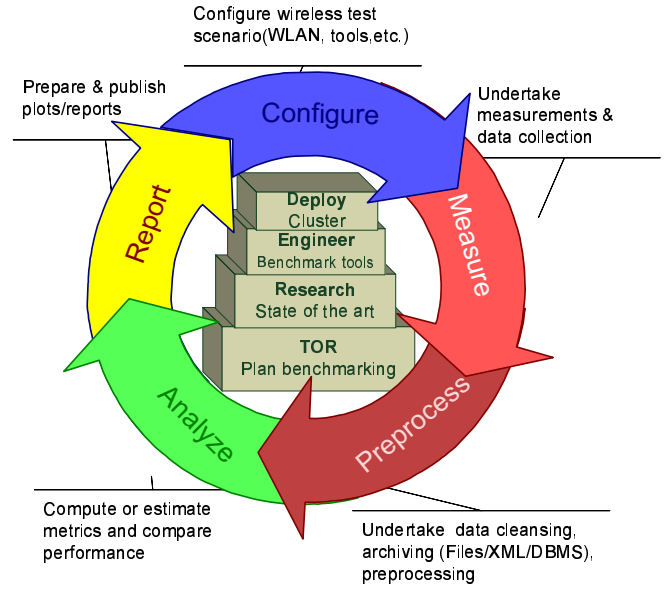 Configure wireless test
scenario(WLAN, tools,etc.)
Prepare & publish
plots/reports
Configure
Undertake
measurements &
data collection
Report
Measure
Deploy
Cluster
Engineer
Benchmark tools
Research
State of the art
TOR
Plan benchmarking
Analyze
Preprocess
Compute or estimate
metrics and compare
performance
Undertake data cleansing,
archiving (Files/XML/DBMS),
preprocessing